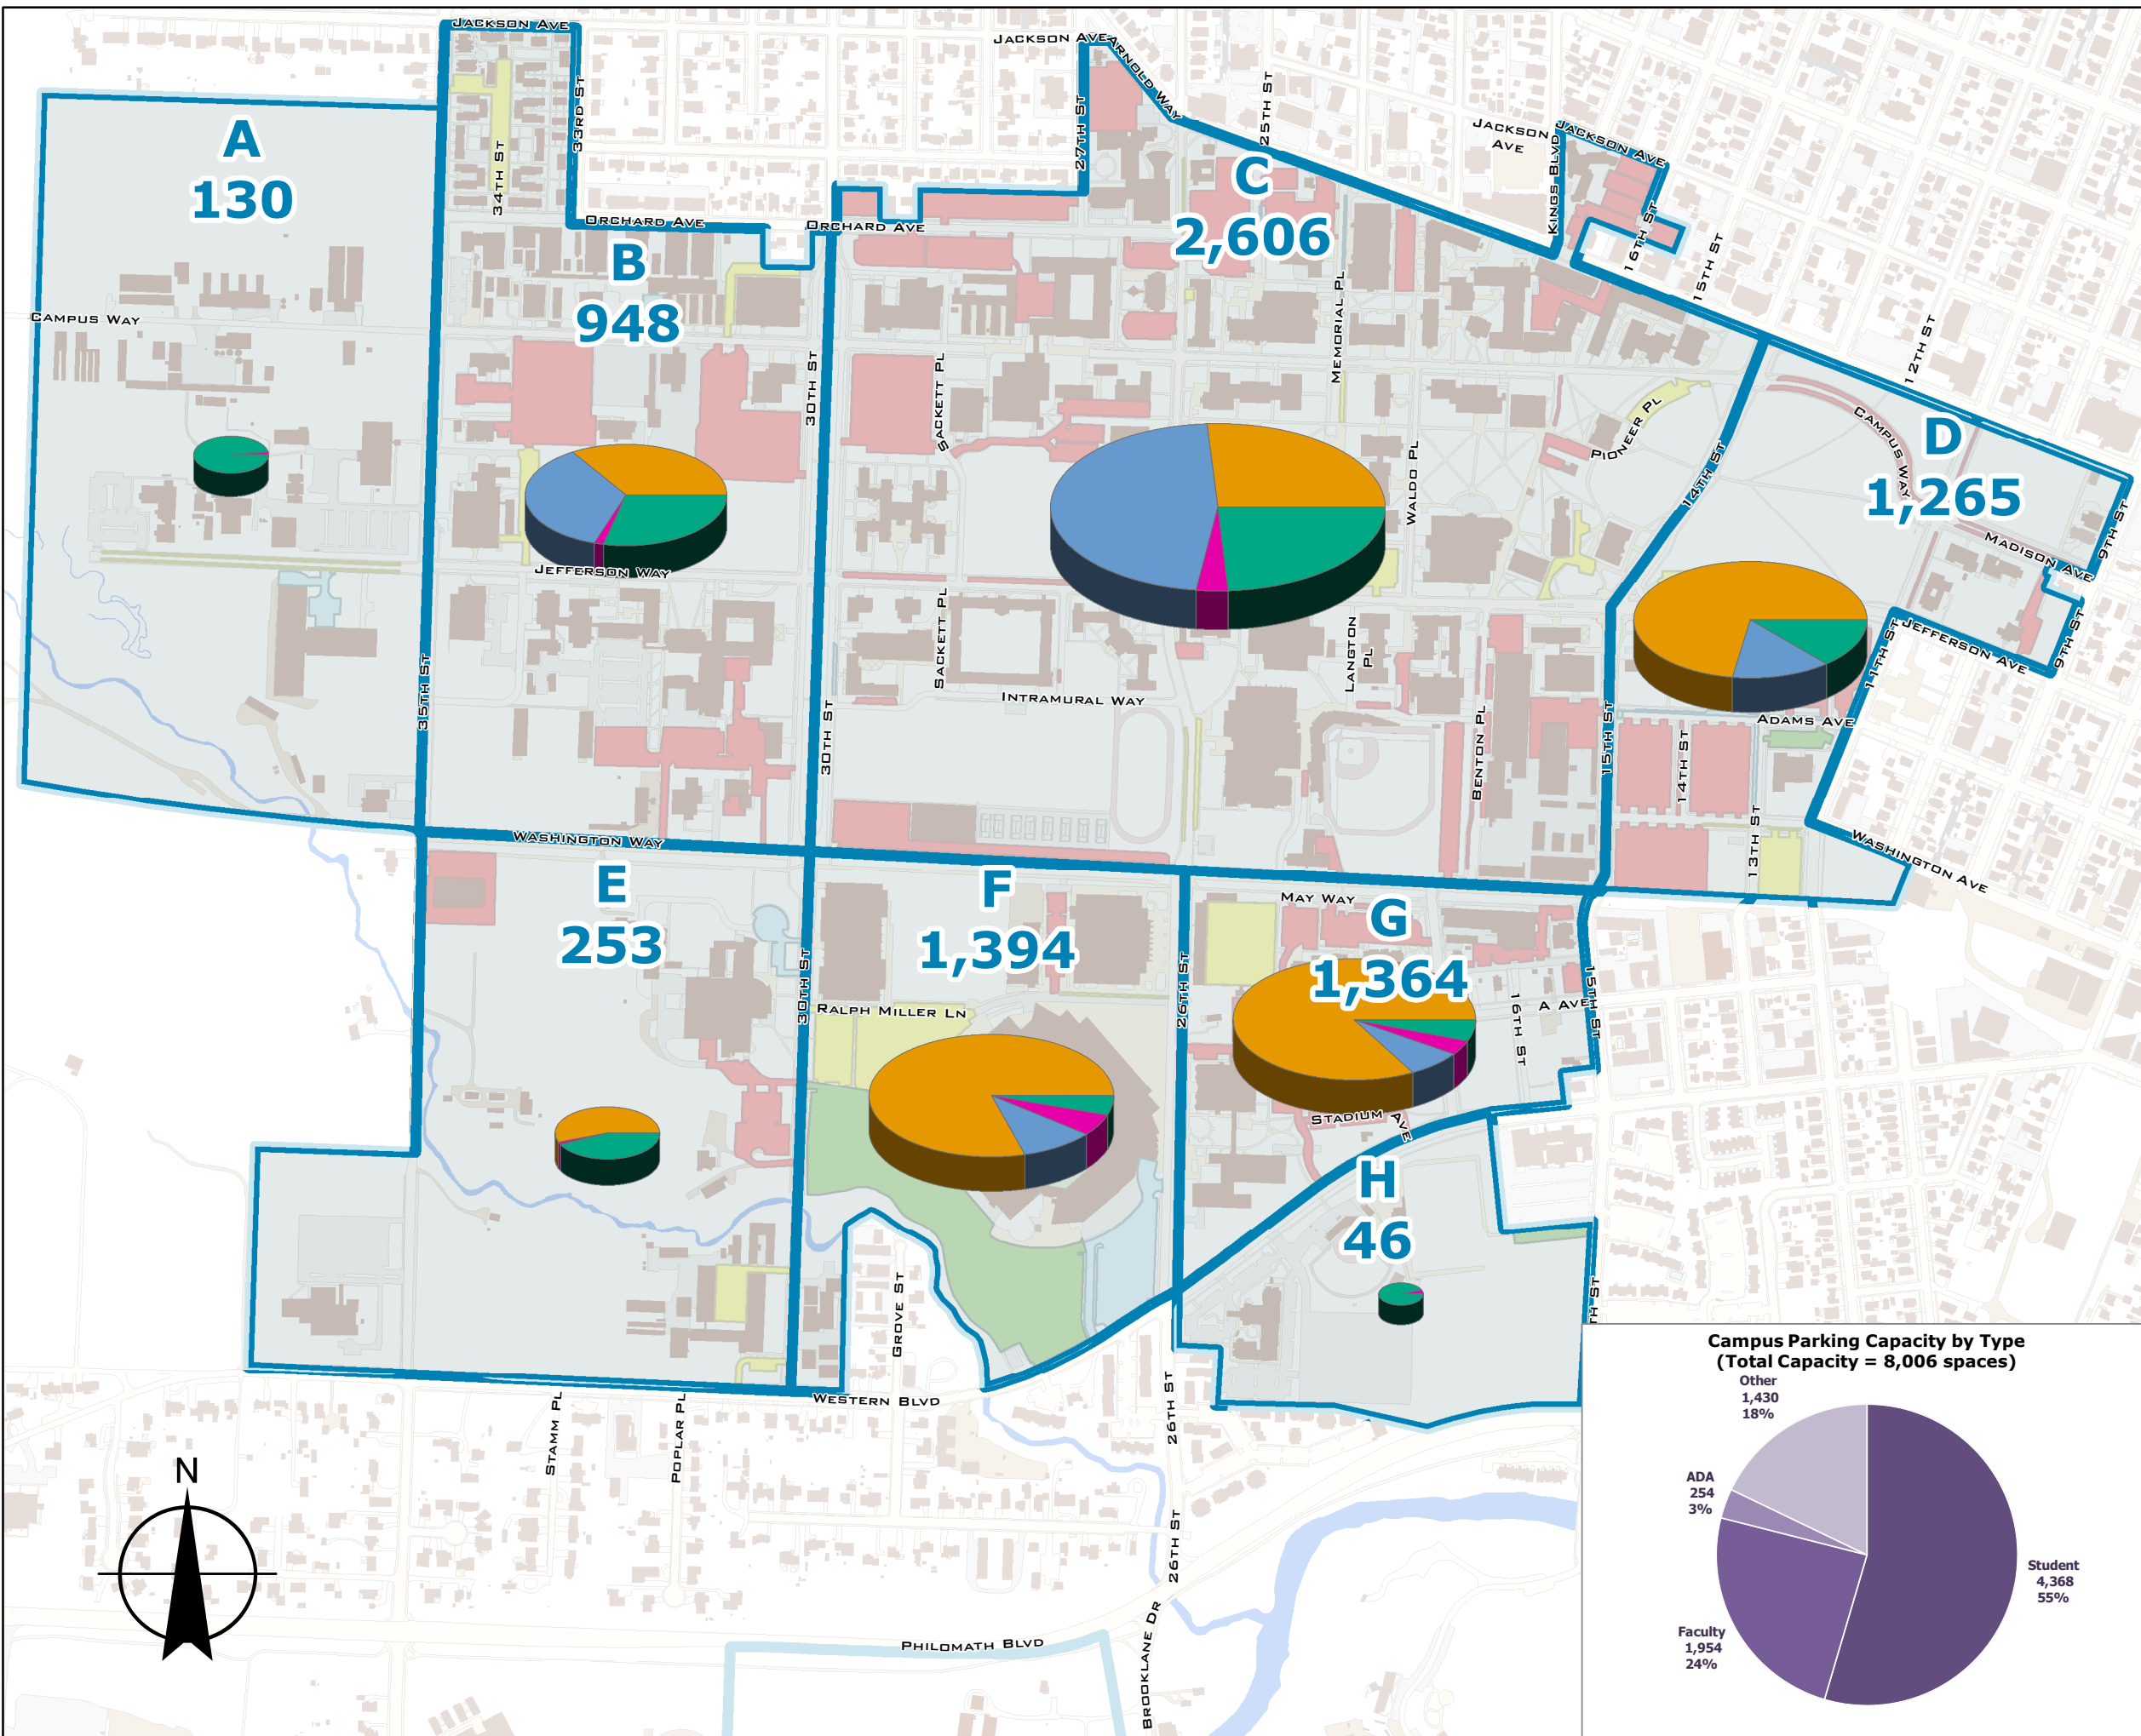 JACKSON AVE
JACKSON AVE
ARNOLD WAY
25TH ST
33RD ST
27TH ST
34TH ST
JACKSON
AVE
KINGS BLVD
JACKSON AVE
A
130
C
2,606
ORCHARD AVE
ORCHARD AVE
16TH ST
15TH ST
B
948
CAMPUS WAY
MEMORIAL PL
12TH ST
30TH ST
SACKETT PL
PIONEER PL
CAMPUS WAY
D
1,265
WALDO PL
14TH ST
9TH ST
MADISON AVE
JEFFERSON WAY
SACKETT PL
LANGTON
PL
11TH ST
JEFFERSON AVE
9TH ST
35TH ST
INTRAMURAL WAY
30TH ST
BENTON PL
15TH ST
ADAMS AVE
14TH ST
13TH ST
WASHINGTON WAY
WASHINGTON AVE
E
253
F
1,394
MAY WAY
G
1,364
30TH ST
26TH ST
RALPH MILLER LN
16TH ST
A AVE
15TH ST
STADIUM
AVE
H
46
GROVE ST
TH ST
WESTERN BLVD
STAMM PL
POPLAR PL
26TH ST
26TH ST
N
PHILOMATH BLVD
BROOKLANE DR
Campus Parking Capacity by Type
(Total Capacity = 8,006 spaces)
Other
1,430
18%
ADA
254
3%
Student
4,368
55%
Faculty
1,954
24%